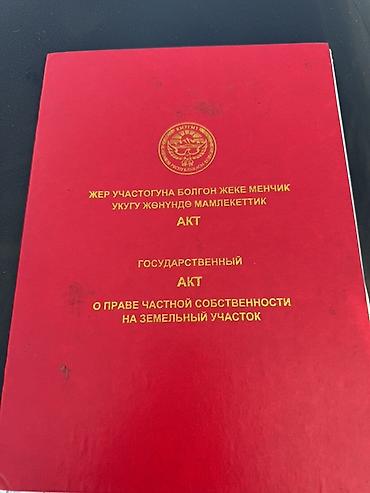 ЖЕР УЧАСТОГУНА БОЛГОН ЖЕКЕ МЕНЧИК
УКУГУ ЖӨНҮНДӨ МАМЛЕКЕТТИК
АКТ
ГОСУДАРСТВЕННЫЙ
АКТ
О ПРАВЕ ЧАСТНОЙ СОБСТВЕННОСТИ
НА ЗЕМЕЛЬНЫЙ УЧАСТОК